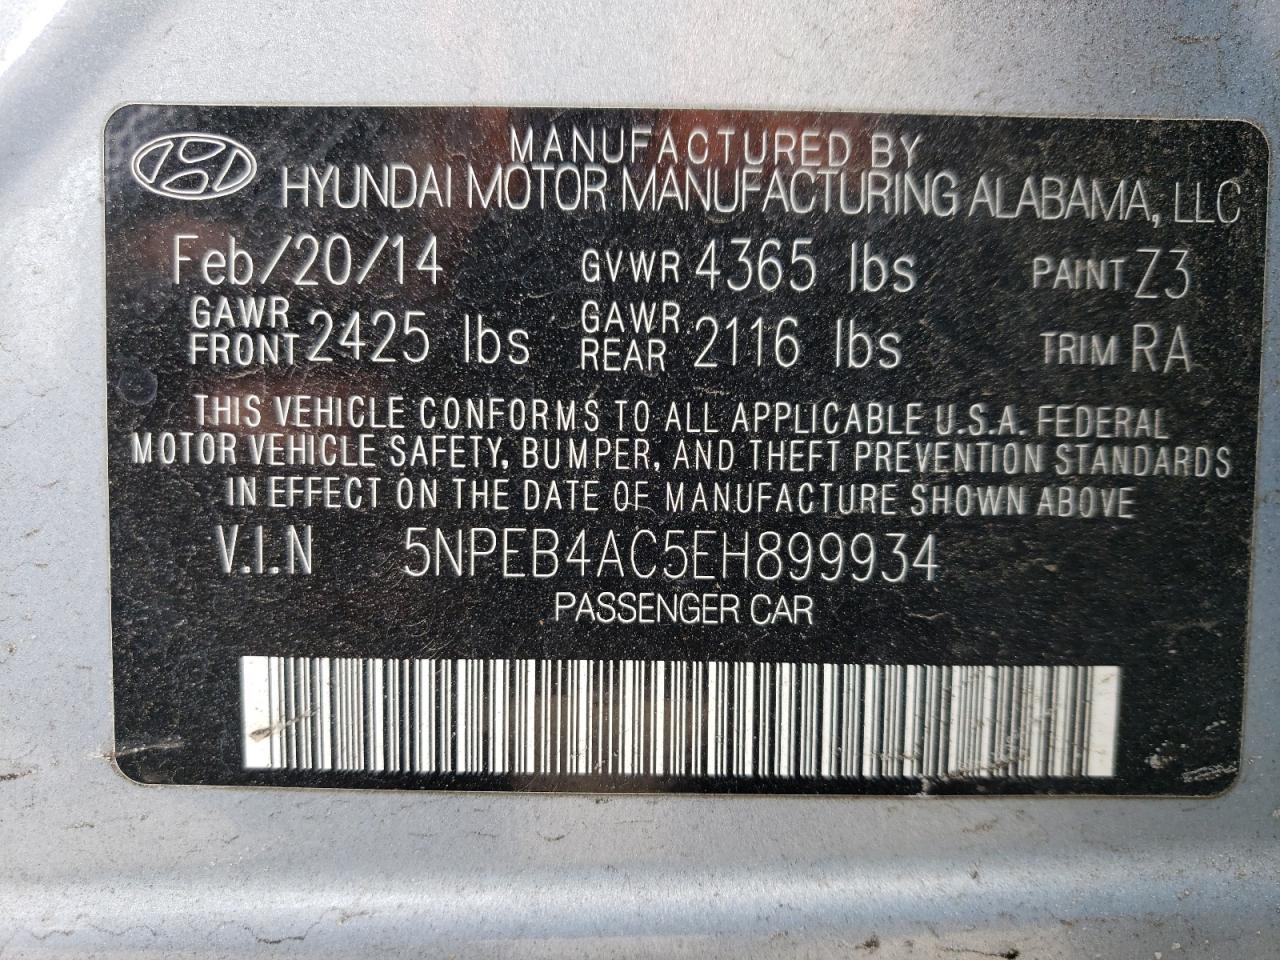 MANUFACTURED BY
HYUNDAI MOTOR MANUFACTURING ALABAMA, LLC
Feb/20/14 GVWR 4365 lbs PAINT Z3
GAWR FRONT 2425 lbs GAWR REAR 2116 lbs TRIM RA
THIS VEHICLE CONFORMS TO ALL APPLICABLE U.S.A. FEDERAL
MOTOR VEHICLE SAFETY, BUMPER, AND THEFT PREVENTION STANDARDS
IN EFFECT ON THE DATE OF MANUFACTURE SHOWN ABOVE
V.I.N 5NPEB4AC5EH899934
PASSENGER CAR